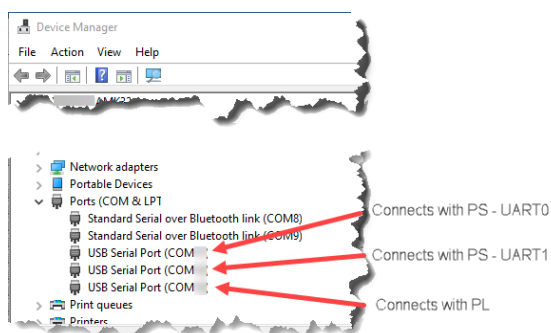 Device Manager
File Action View Help
Network adapters
Portable Devices
Ports (COM & LPT
Standard Serial over Bluetooth link (COM8)
Standard Serial over Bluetooth link (COM9)
USB Serial Port (COM
USB Serial Port (COM
USB Serial Port (COM
Print queues
Printers
Connects with PS - UART0
Connects with PS - UART1
Connects with PL